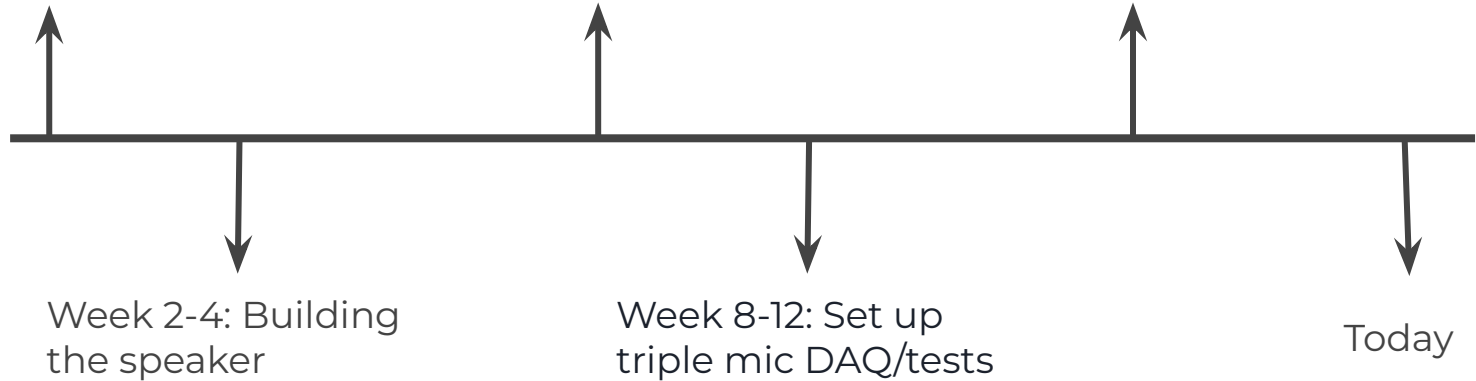 Week 2-4: Building
the speaker
Week 8-12: Set up
triple mic DAQ/tests
Today